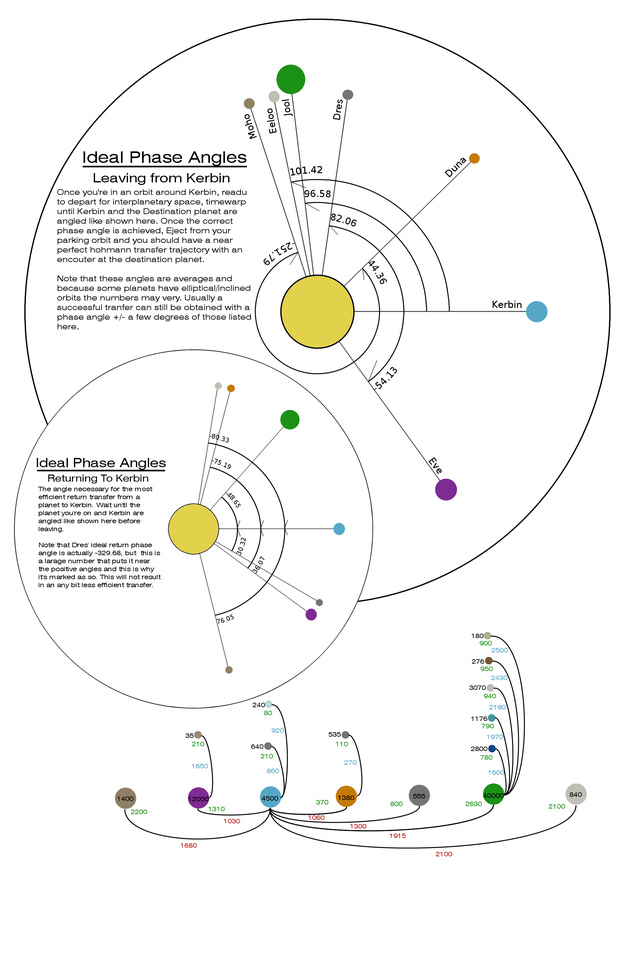 Moho
Eeloo
Jool
Dres
Duna
Kerbin
Eve
101.42
96.58
82.06
44.36
-251.79
-54.13
Ideal Phase Angles
Leaving from Kerbin
Once you're in an orbit around Kerbin, readu
to depart for interplanetary space, timewarp
until Kerbin and the Destination planet are
angled like shown here. Once the correct
phase angle is achieved, Eject from your
parking orbit and you should have a near
perfect hohmann transfer trajectory with an
encouter at the destination planet.
Note that these angles are averages and
because some planets have elliptical/inclined
orbits the numbers may very. Usually a
successful tranfer can still be obtained with a
phase angle +/- a few degrees of those listed
here.
-80.33
-75.19
-48.65
30.32
36.07
76.05
Ideal Phase Angles
Returning To Kerbin
The angle necessary for the most
efficient return transfer from a
planet to Kerbin. Wait until the
planet you're on and Kerbin are
angled like shown here before
leaving.
Note that Dres' ideal return phase
angle is actually -329.68, but this is
a larage number that puts it near
the positive angles and this is why
its marked as so. This will not result
in an any bit less efficient transfer.
180
900
2500
276
950
2430
3070
940
2190
1176
790
1970
2800
780
1600
240
80
920
35
210
1650
640
210
860
535
110
270
1400
12000
4500
1380
555
40000
840
2200
1310
370
800
2630
2100
1030
1060
1300
1915
1680
2100